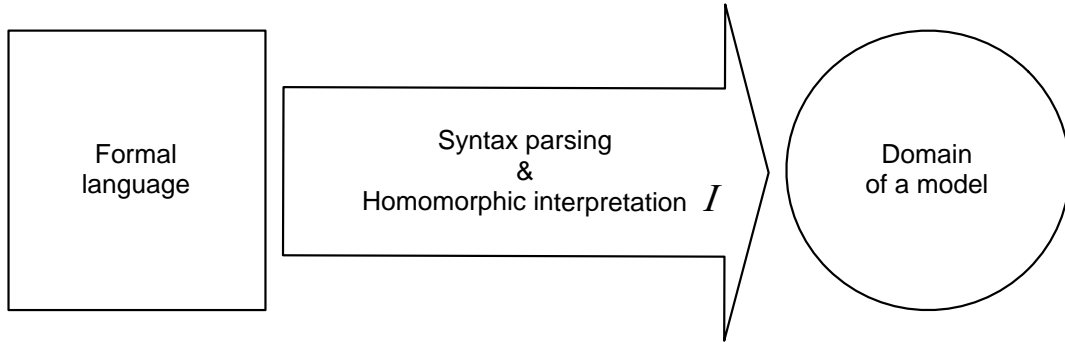 Formal
language
Syntax parsing
&
Homomorphic interpretation I
Domain
of a model